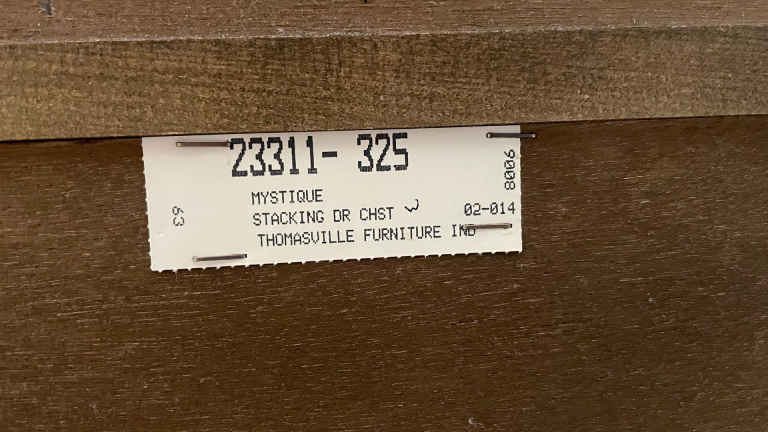 23311- 325
MYSTIQUE
STACKING DR CHST
02-014
THOMASVILLE FURNITURE IND
63
8006